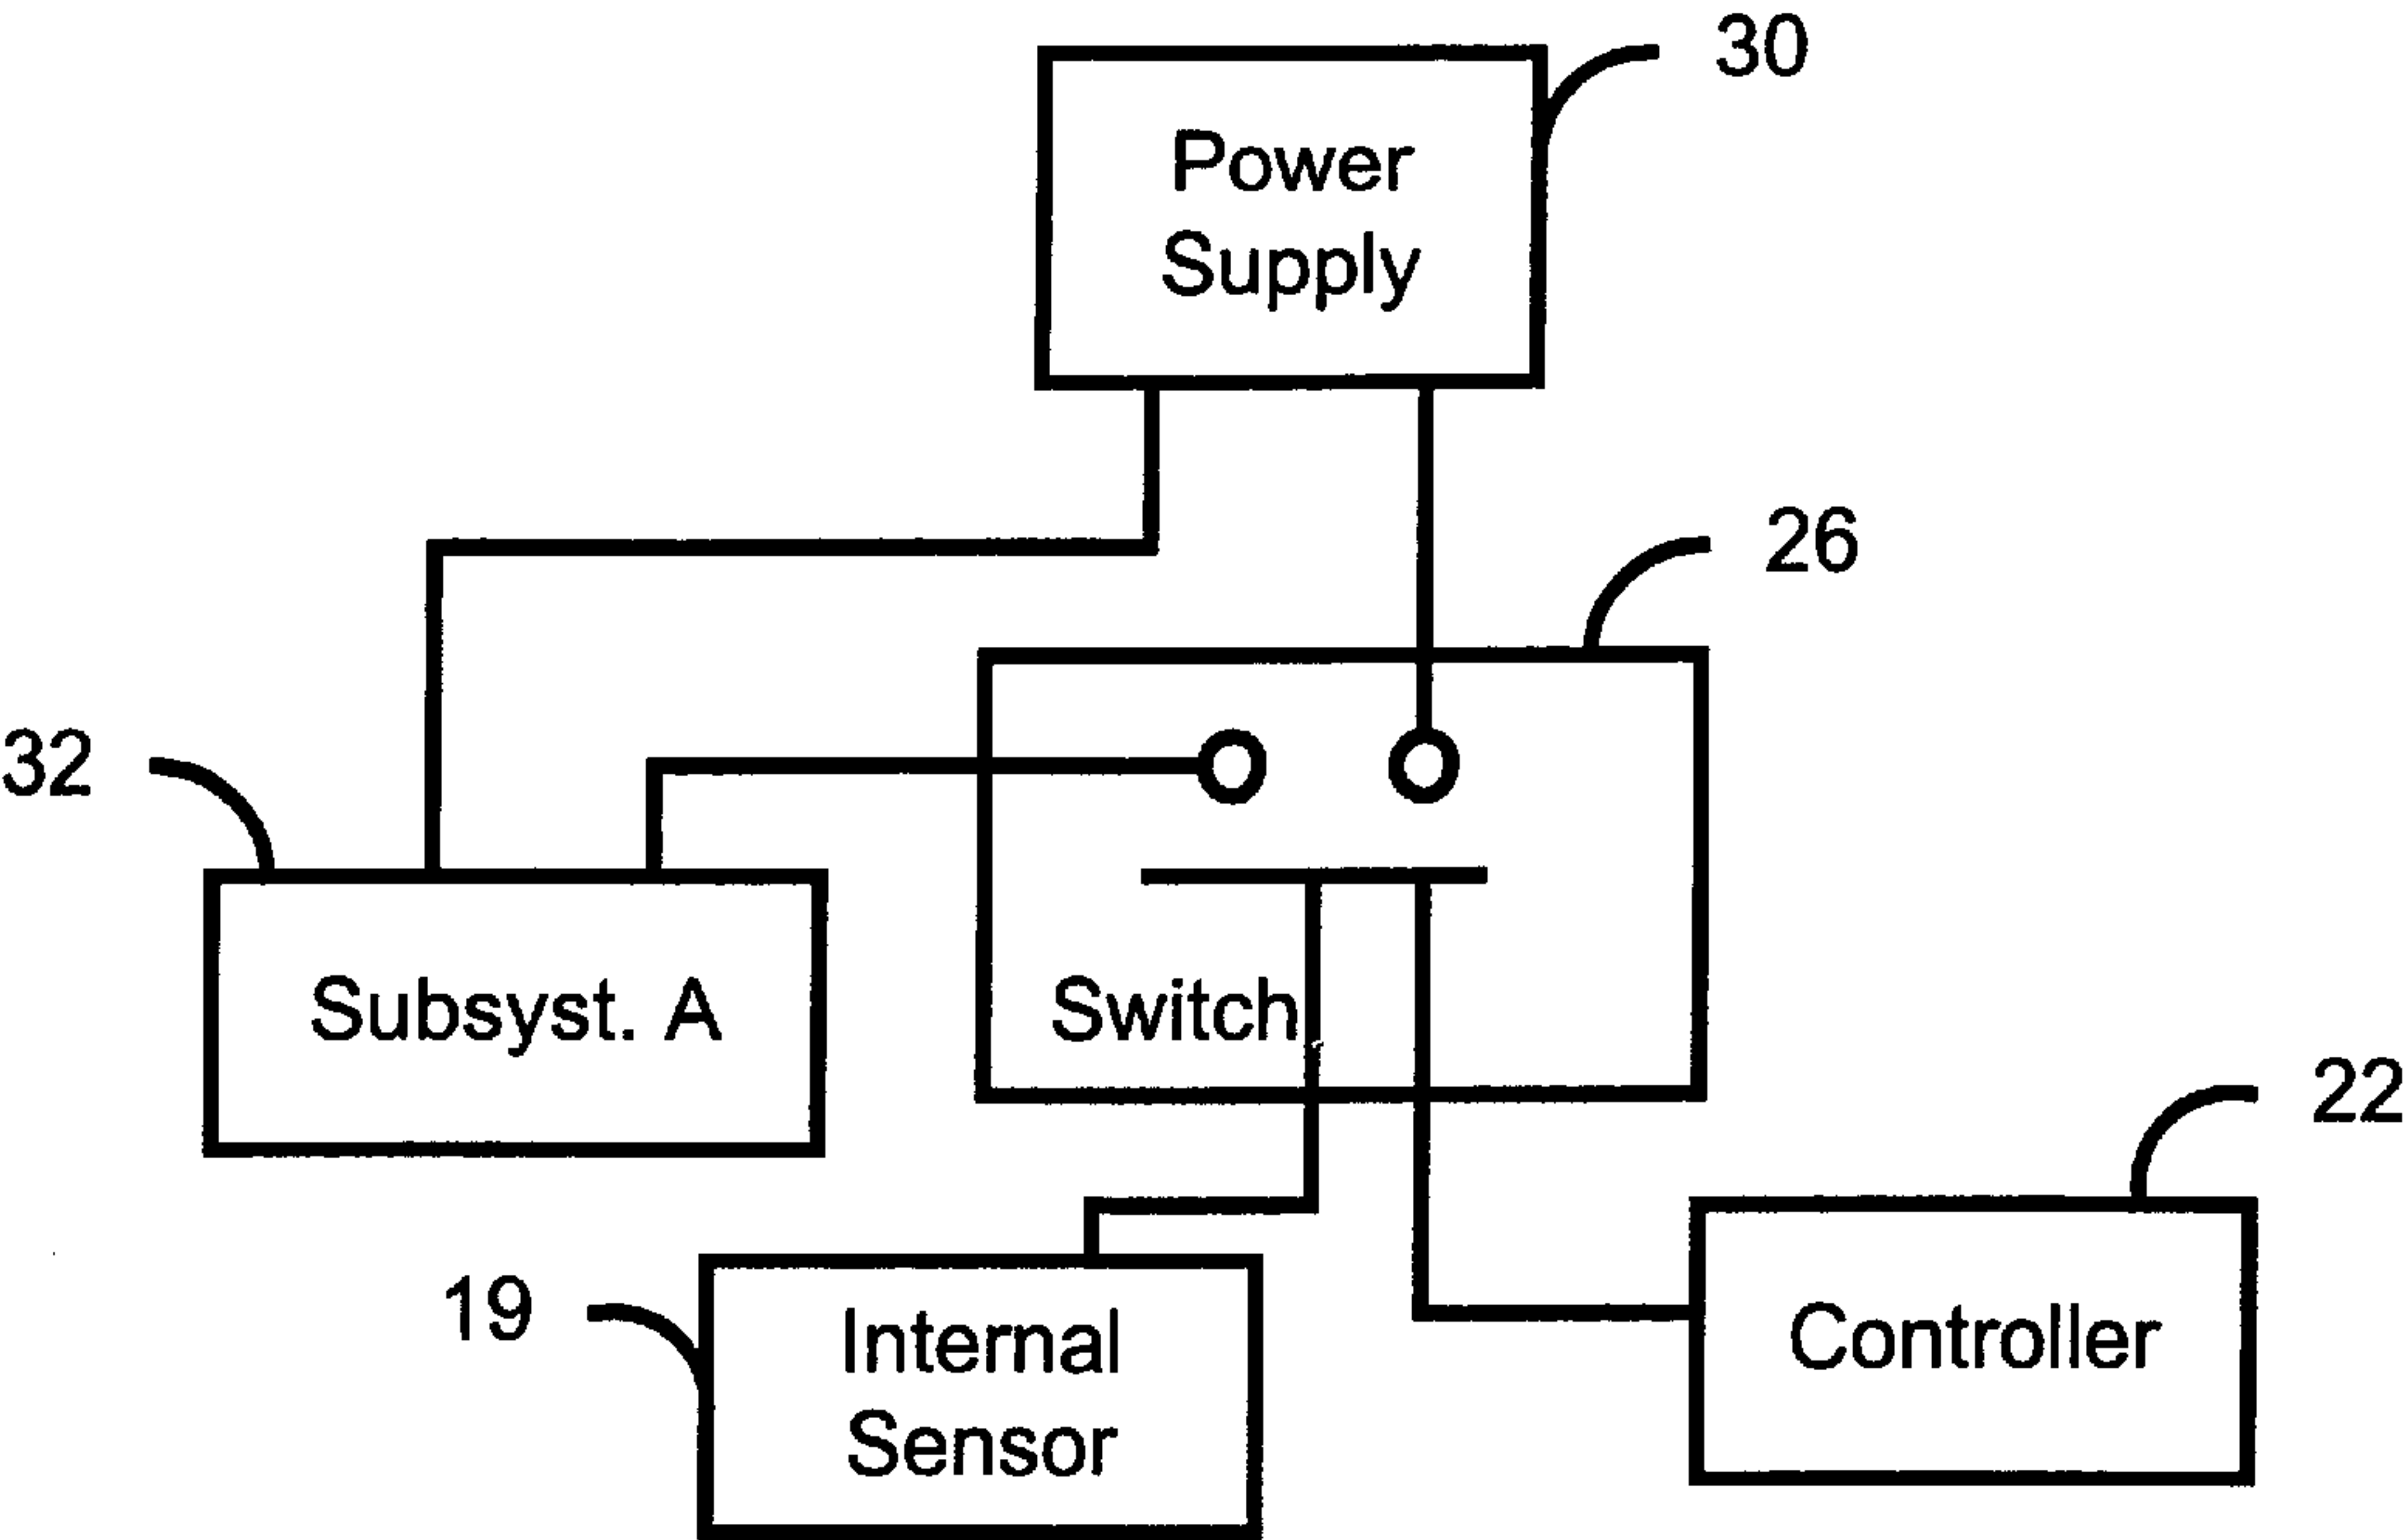 30
Power
Supply
26
32
Subsyst. A
Switch
22
19
Internal
Sensor
Controller